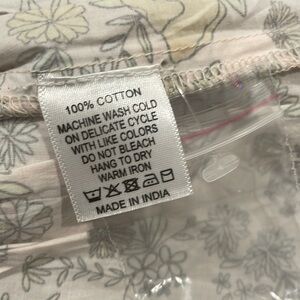 100% COTTON
MACHINE WASH COLD
ON DELICATE CYCLE
WITH LIKE COLORS
DO NOT BLEACH
HANG TO DRY
WARM IRON
MADE IN INDIA